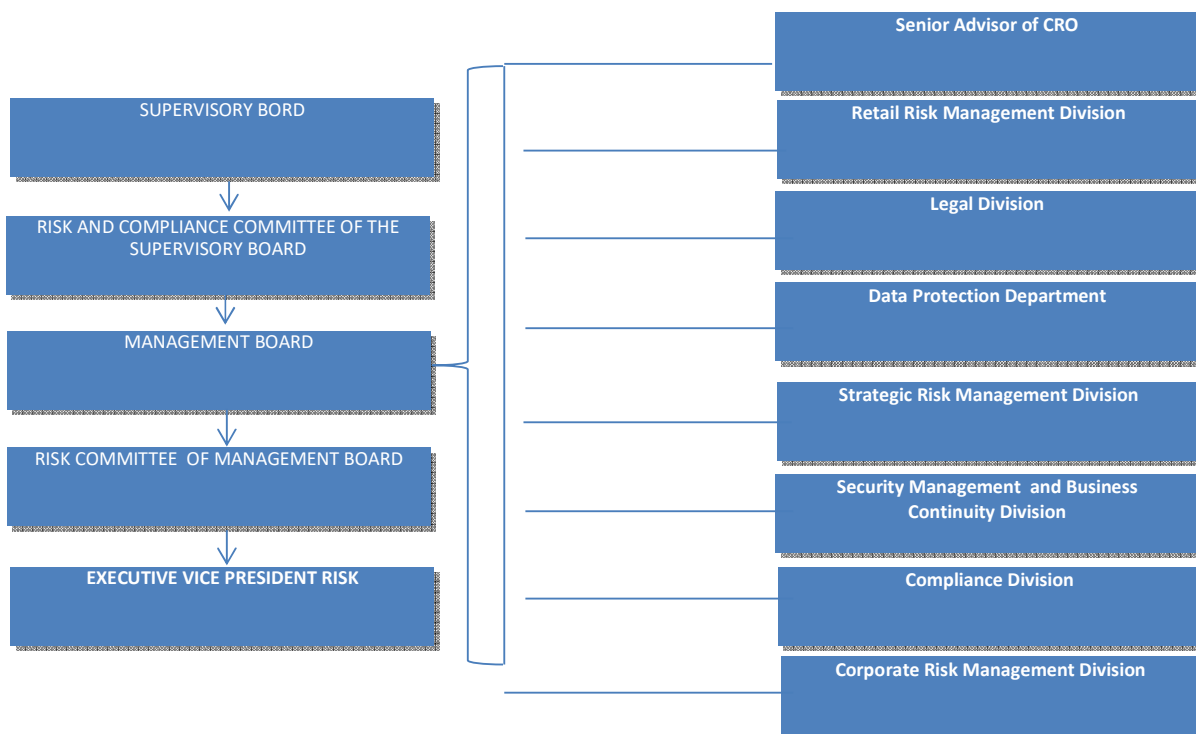 SUPERVISORY BORD
RISK AND COMPLIANCE COMMITTEE OF THE
SUPERVISORY BOARD
MANAGEMENT BOARD
RISK COMMITTEE OF MANAGEMENT BOARD
EXECUTIVE VICE PRESIDENT RISK
Senior Advisor of CRO
Retail Risk Management Division
Legal Division
Data Protection Department
Strategic Risk Management Division
Security Management and Business
Continuity Division
Compliance Division
Corporate Risk Management Division